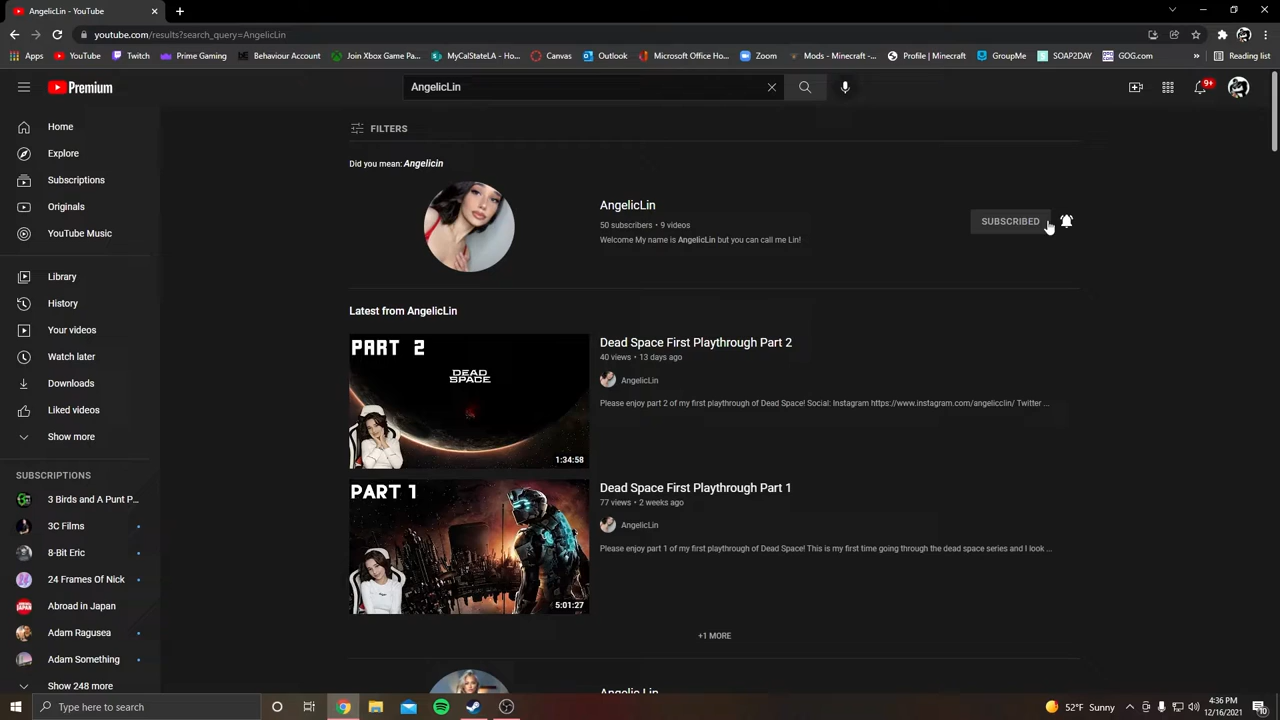 AngelicLin - YouTube
youtube.com/results?search_query=AngelicLin
Apps YouTube Twitch Prime Gaming Behaviour Account Join Xbox Game Pa... MyCalStateLA - Ho... Canvas Outlook Microsoft Office Ho... Zoom Mods - Minecraft ... Profile | Minecraft GroupMe SOAP2DAY GOG.com » Reading list
Premium
AngelicLin
9+
FILTERS
Home
Explore
Subscriptions
Originals
YouTube Music
Library
History
Your videos
Watch later
Downloads
Liked videos
Show more
SUBSCRIPTIONS
3 Birds and A Punt P...
3C Films
8-Bit Eric
24 Frames Of Nick
Abroad in Japan
Adam Ragusea
Adam Something
Show 248 more
Did you mean: Angelicin
AngelicLin
50 subscribers • 9 videos
Welcome My name is AngelicLin but you can call me Lin!
SUBSCRIBED
Latest from AngelicLin
PART 2
DEAD
SPACE
1:34:58
Dead Space First Playthrough Part 2
40 views • 13 days ago
AngelicLin
Please enjoy part 2 of my first playthrough of Dead Space! Social: Instagram https://www.instagram.com/angelicclin/ Twitter ...
PART 1
5:01:27
Dead Space First Playthrough Part 1
77 views • 2 weeks ago
AngelicLin
Please enjoy part 1 of my first playthrough of Dead Space! This is my first time going through the dead space series and I look ...
+1 MORE
Angelic Lin
Type here to search
52°F Sunny
4:36 PM
12/16/2021